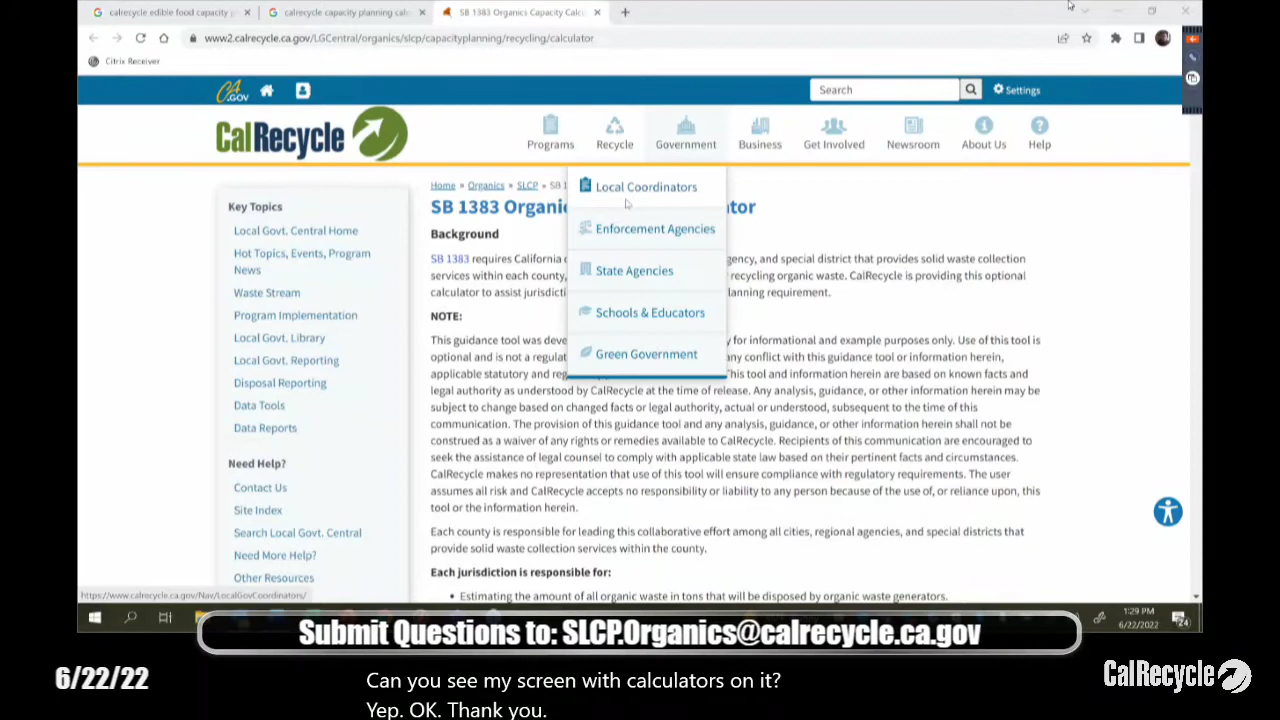 calrecycle edible food capacity p
calrecycle capacity planning calc
SB 1383 Organics Capacity Calcu
www2.calrecycle.ca.gov/LGCentral/organics/slcp/capacityplanning/recycling/calculator
Citrix Receiver
CA.GOV
Search
Settings
CalRecycle
Programs
Recycle
Government
Business
Get Involved
Newsroom
About Us
Help
Local Coordinators
Enforcement Agencies
State Agencies
Schools & Educators
Green Government
Key Topics
Local Govt. Central Home
Hot Topics, Events, Program
News
Waste Stream
Program Implementation
Local Govt. Library
Local Govt. Reporting
Disposal Reporting
Data Tools
Data Reports
Need Help?
Contact Us
Site Index
Search Local Govt. Central
Need More Help?
Other Resources
Home » Organics » SLCP » SB 1
SB 1383 Organi ator
Background
SB 1383 requires California c gency, and special district that provides solid waste collection
services within each county, recycling organic waste. CalRecycle is providing this optional
calculator to assist jurisdicti lanning requirement.
NOTE:
This guidance tool was deve y for informational and example purposes only. Use of this tool is
optional and is not a regulat any conflict with this guidance tool or information herein,
applicable statutory and reg This tool and information herein are based on known facts and
legal authority as understood by CalRecycle at the time of release. Any analysis, guidance, or other information herein may be
subject to change based on changed facts or legal authority, actual or understood, subsequent to the time of this
communication. The provision of this guidance tool and any analysis, guidance, or other information herein shall not be
construed as a waiver of any rights or remedies available to CalRecycle. Recipients of this communication are encouraged to
seek the assistance of legal counsel to comply with applicable state law based on their pertinent facts and circumstances.
CalRecycle makes no representation that use of this tool will ensure compliance with regulatory requirements. The user
assumes all risk and CalRecycle accepts no responsibility or liability to any person because of the use of, or reliance upon, this
tool or the information herein.
Each county is responsible for leading this collaborative effort among all cities, regional agencies, and special districts that
provide solid waste collection services within the county.
Each jurisdiction is responsible for:
• Estimating the amount of all organic waste in tons that will be disposed by organic waste generators.
https://www.calrecycle.ca.gov/Nav/LocalGovCoordinators/
1:29 PM
6/22/2022
24
Submit Questions to: SLCP.Organics@calrecycle.ca.gov
6/22/22
Can you see my screen with calculators on it?
Yep. OK. Thank you.
CalRecycle